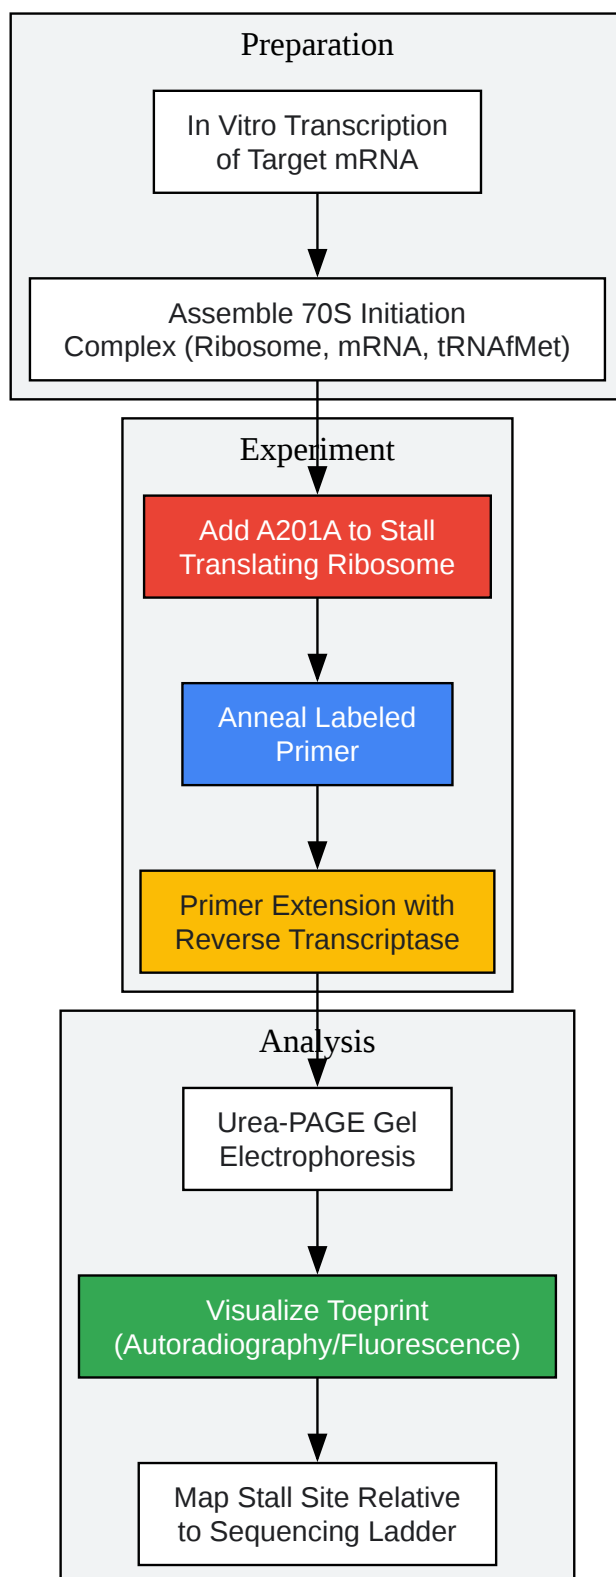 Preparation
In Vitro Transcription
of Target mRNA
Assemble 70S Initiation
Complex (Ribosome, mRNA, tRNAfMet)
Experiment
Add A201A to Stall
Translating Ribosome
Anneal Labeled
Primer
Primer Extension with
Reverse Transcriptase
Analysis
Urea-PAGE Gel
Electrophoresis
Visualize Toeprint
(Autoradiography/Fluorescence)
Map Stall Site Relative
to Sequencing Ladder